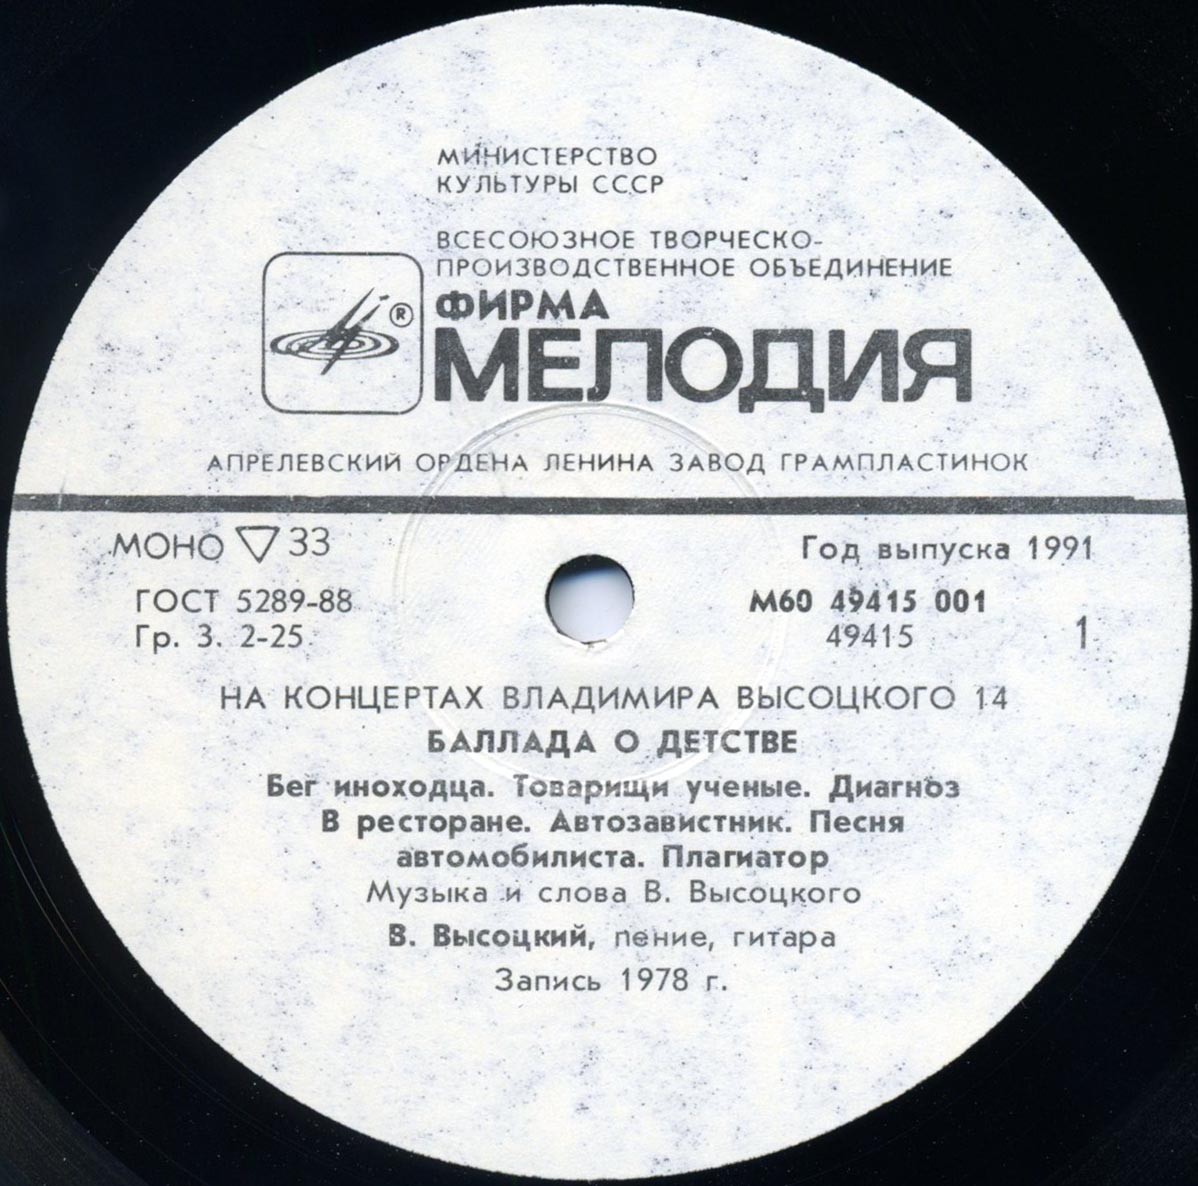 МИНИСТЕРСТВО
КУЛЬТУРЫ СССР
ВСЕСОЮЗНОЕ ТВОРЧЕСКО-
ПРОИЗВОДСТВЕННОЕ ОБЪЕДИНЕНИЕ
ФИРМА
®
МЕЛОДИЯ
АПРЕЛЕВСКИЙ ОРДЕНА ЛЕНИНА ЗАВОД ГРАМПЛАСТИНОК
МОНО ▽ 33
Год выпуска 1991
ГОСТ 5289-88
М60 49415 001
Гр. 3. 2-25
49415
1
НА КОНЦЕРТАХ ВЛАДИМИРА ВЫСОЦКОГО 14
БАЛЛАДА О ДЕТСТВЕ
Бег иноходца. Товарищи ученые. Диагноз
В ресторане. Автозавистник. Песня
автомобилиста. Плагиатор
Музыка и слова В. Высоцкого
В. Высоцкий, пение, гитара
Запись 1978 г.